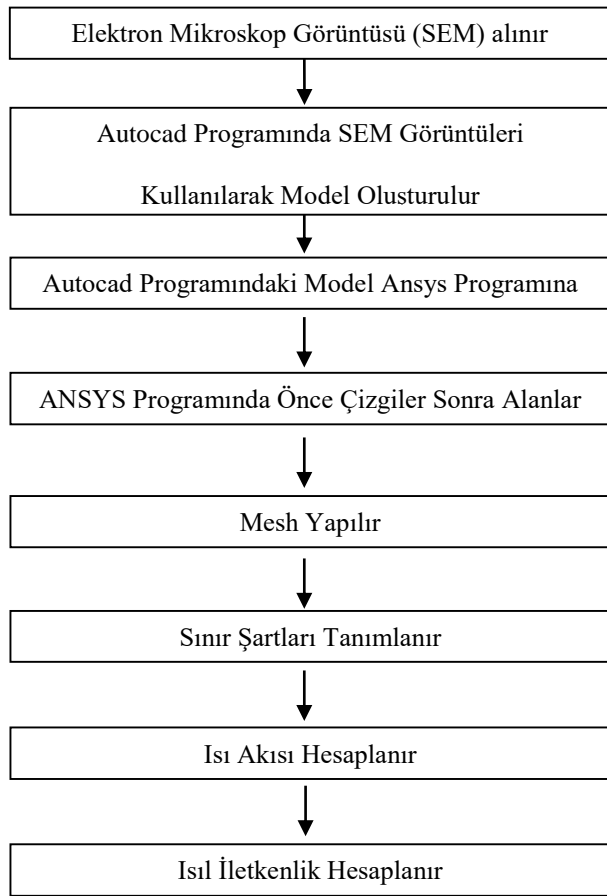 Elektron Mikroskop Görüntüsü (SEM) alınır
Autocad Programında SEM Görüntüleri
Kullanılarak Model Olusturulur
Autocad Programındaki Model Ansys Programına
ANSYS Programında Önce Çizgiler Sonra Alanlar
Mesh Yapılır
Sınır Şartları Tanımlanır
Isı Akısı Hesaplanır
Isıl İletkenlik Hesaplanır